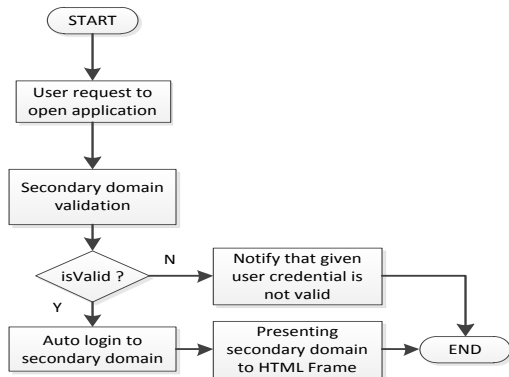 START
User request to
open application
Secondary domain
validation
isValid ?
N
Notify that given
user credential is
not valid
Y
Auto login to
secondary domain
Presenting
secondary domain
to HTML Frame
END